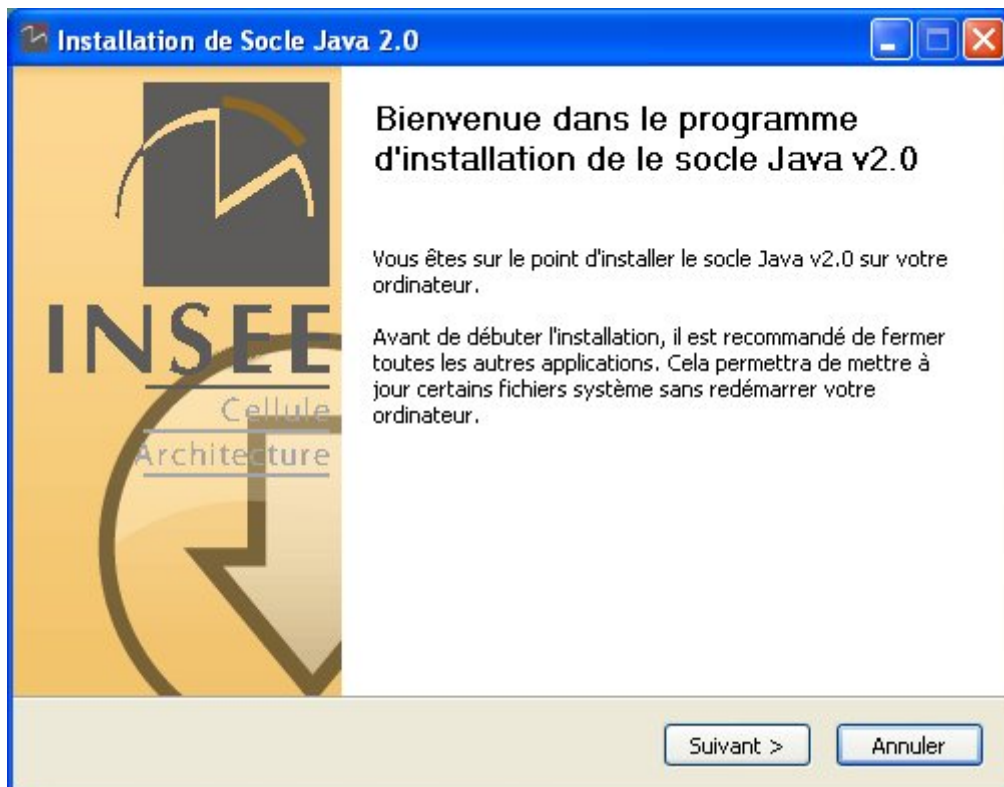 Installation de Socle Java 2.0
Bienvenue dans le programme
d'installation de le socle Java v2.0
Vous êtes sur le point d'installer le socle Java v2.0 sur votre
ordinateur.
Avant de débuter l'installation, il est recommandé de fermer
toutes les autres applications. Cela permettra de mettre à
jour certains fichiers système sans redémarrer votre
ordinateur.
INSEE
Cellule
Architecture
Suivant >
Annuler